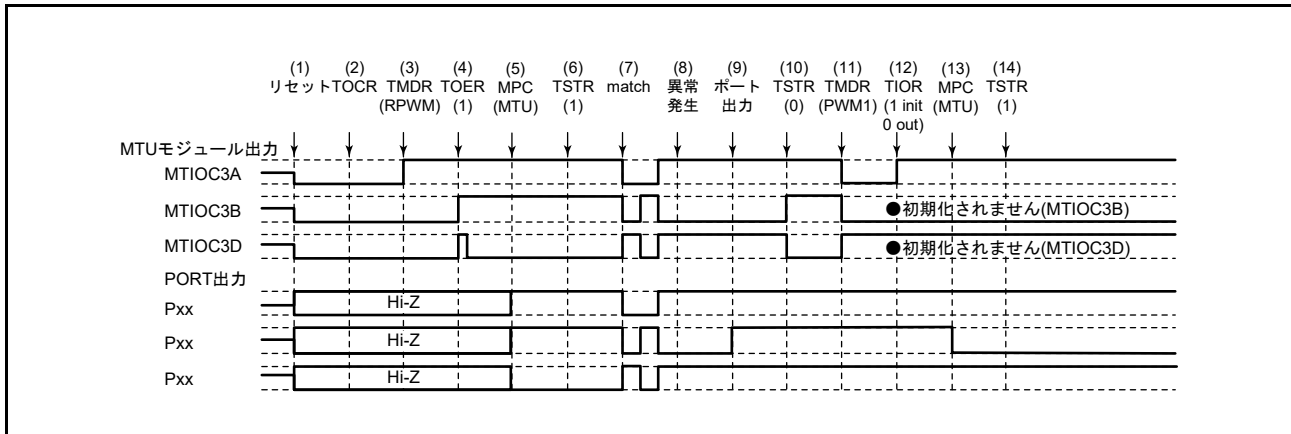 (1) (2) (3) (4) (5) (6) (7) (8) (9) (10) (11) (12) (13) (14)
リセット TOCR TMDR TOER MPC TSTR match 異常 ポート TSTR TMDR TIOR MPC TSTR
(RPWM) (1) (MTU) (1) 発生 出力 (0) (PWM1) (1 init (MTU) (1)
0 out)
MTUモジュール出力
MTIOC3A
MTIOC3B ●初期化されません(MTIOC3B)
MTIOC3D ●初期化されません(MTIOC3D)
PORT出力
Pxx Hi-Z
Pxx Hi-Z
Pxx Hi-Z